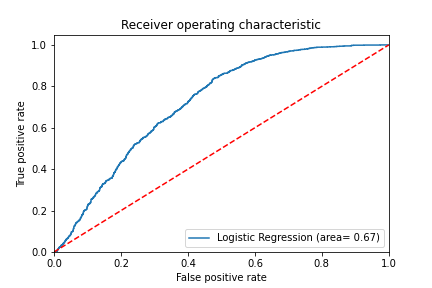 Receiver operating characteristic
1.0
0.8
0.6
0.4
0.2
0.0
True positive rate
Logistic Regression (area= 0.67)
0.0 0.2 0.4 0.6 0.8 1.0
False positive rate